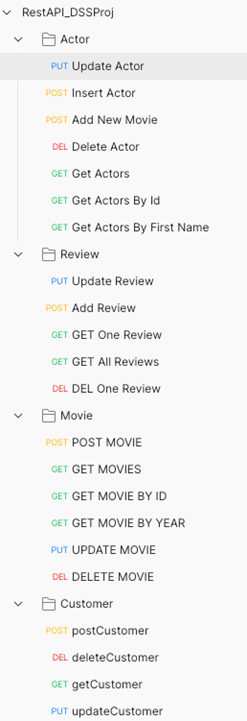 RestAPI_DSSProj
Actor
PUT Update Actor
POST Insert Actor
POST Add New Movie
DEL Delete Actor
GET Get Actors
GET Get Actors By Id
GET Get Actors By First Name
Review
PUT Update Review
POST Add Review
GET GET One Review
GET GET All Reviews
DEL DEL One Review
Movie
POST POST MOVIE
GET GET MOVIES
GET GET MOVIE BY ID
GET GET MOVIE BY YEAR
PUT UPDATE MOVIE
DEL DELETE MOVIE
Customer
POST postCustomer
DEL deleteCustomer
GET getCustomer
PUT updateCustomer